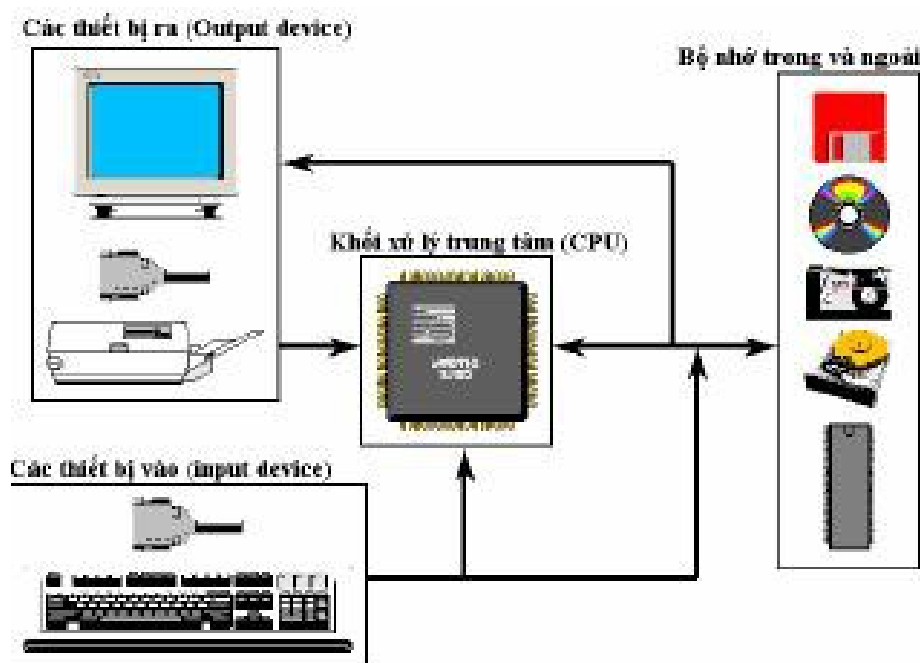 Các thiết bị ra (Output device)
Bộ nhớ trong và ngoài
Khối xử lý trung tâm (CPU)
Các thiết bị vào (input device)